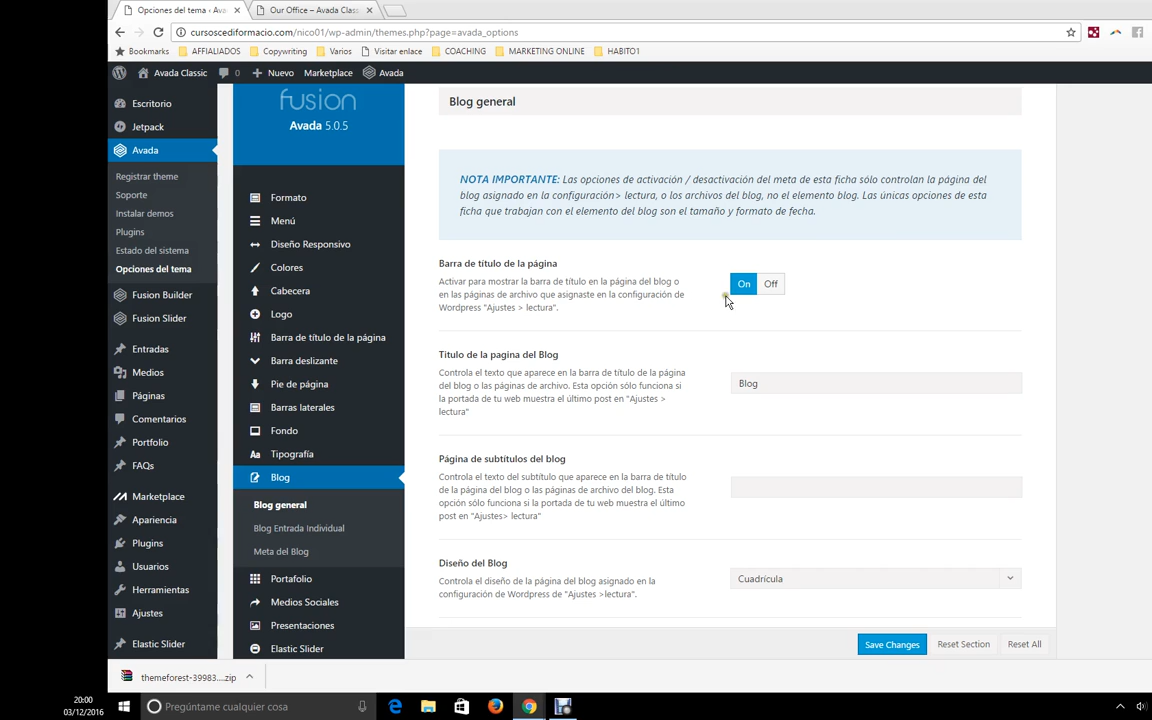 Opciones del tema ‹ Ava
Our Office – Avada Clas
cursoscediformacio.com/nico01/wp-admin/themes.php?page=avada_options
Bookmarks
AFFIALIADOS
Copywriting
Varios
Visitar enlace
COACHING
MARKETING ONLINE
HABITO1
Avada Classic
0
Nuevo
Marketplace
Avada
Escritorio
Jetpack
Avada
Registrar theme
Soporte
Instalar demos
Plugins
Estado del sistema
Opciones del tema
Fusion Builder
Fusion Slider
Entradas
Medios
Páginas
Comentarios
Portfolio
FAQs
Marketplace
Apariencia
Plugins
Usuarios
Herramientas
Ajustes
Elastic Slider
fusion
Avada 5.0.5
Formato
Menú
Diseño Responsivo
Colores
Cabecera
Logo
Barra de título de la página
Barra deslizante
Pie de página
Barras laterales
Fondo
Aa Tipografía
Blog
Blog general
Blog Entrada Individual
Meta del Blog
Portafolio
Medios Sociales
Presentaciones
Elastic Slider
Blog general
NOTA IMPORTANTE: Las opciones de activación / desactivación del meta de esta ficha sólo controlan la página del
blog asignado en la configuración> lectura, o los archivos del blog, no el elemento blog. Las únicas opciones de esta
ficha que trabajan con el elemento del blog son el tamaño y formato de fecha.
Barra de título de la página
Activar para mostrar la barra de título en la página del blog o
en las páginas de archivo que asignaste en la configuración de
Wordpress "Ajustes > lectura".
On Off
Titulo de la pagina del Blog
Controla el texto que aparece en la barra de título de la página
del blog o las páginas de archivo. Esta opción sólo funciona si
la portada de tu web muestra el último post en "Ajustes >
lectura"
Blog
Página de subtítulos del blog
Controla el texto del subtítulo que aparece en la barra de título
de la página del blog o las páginas de archivo del blog. Esta
opción sólo funciona si la portada de tu web muestra el último
post en "Ajustes> lectura"
Diseño del Blog
Controla el diseño de la página del blog asignado en la
configuración de Wordpress de "Ajustes >lectura".
Cuadrícula
Save Changes
Reset Section
Reset All
themeforest-39983....zip
20:00
03/12/2016
Pregúntame cualquier cosa